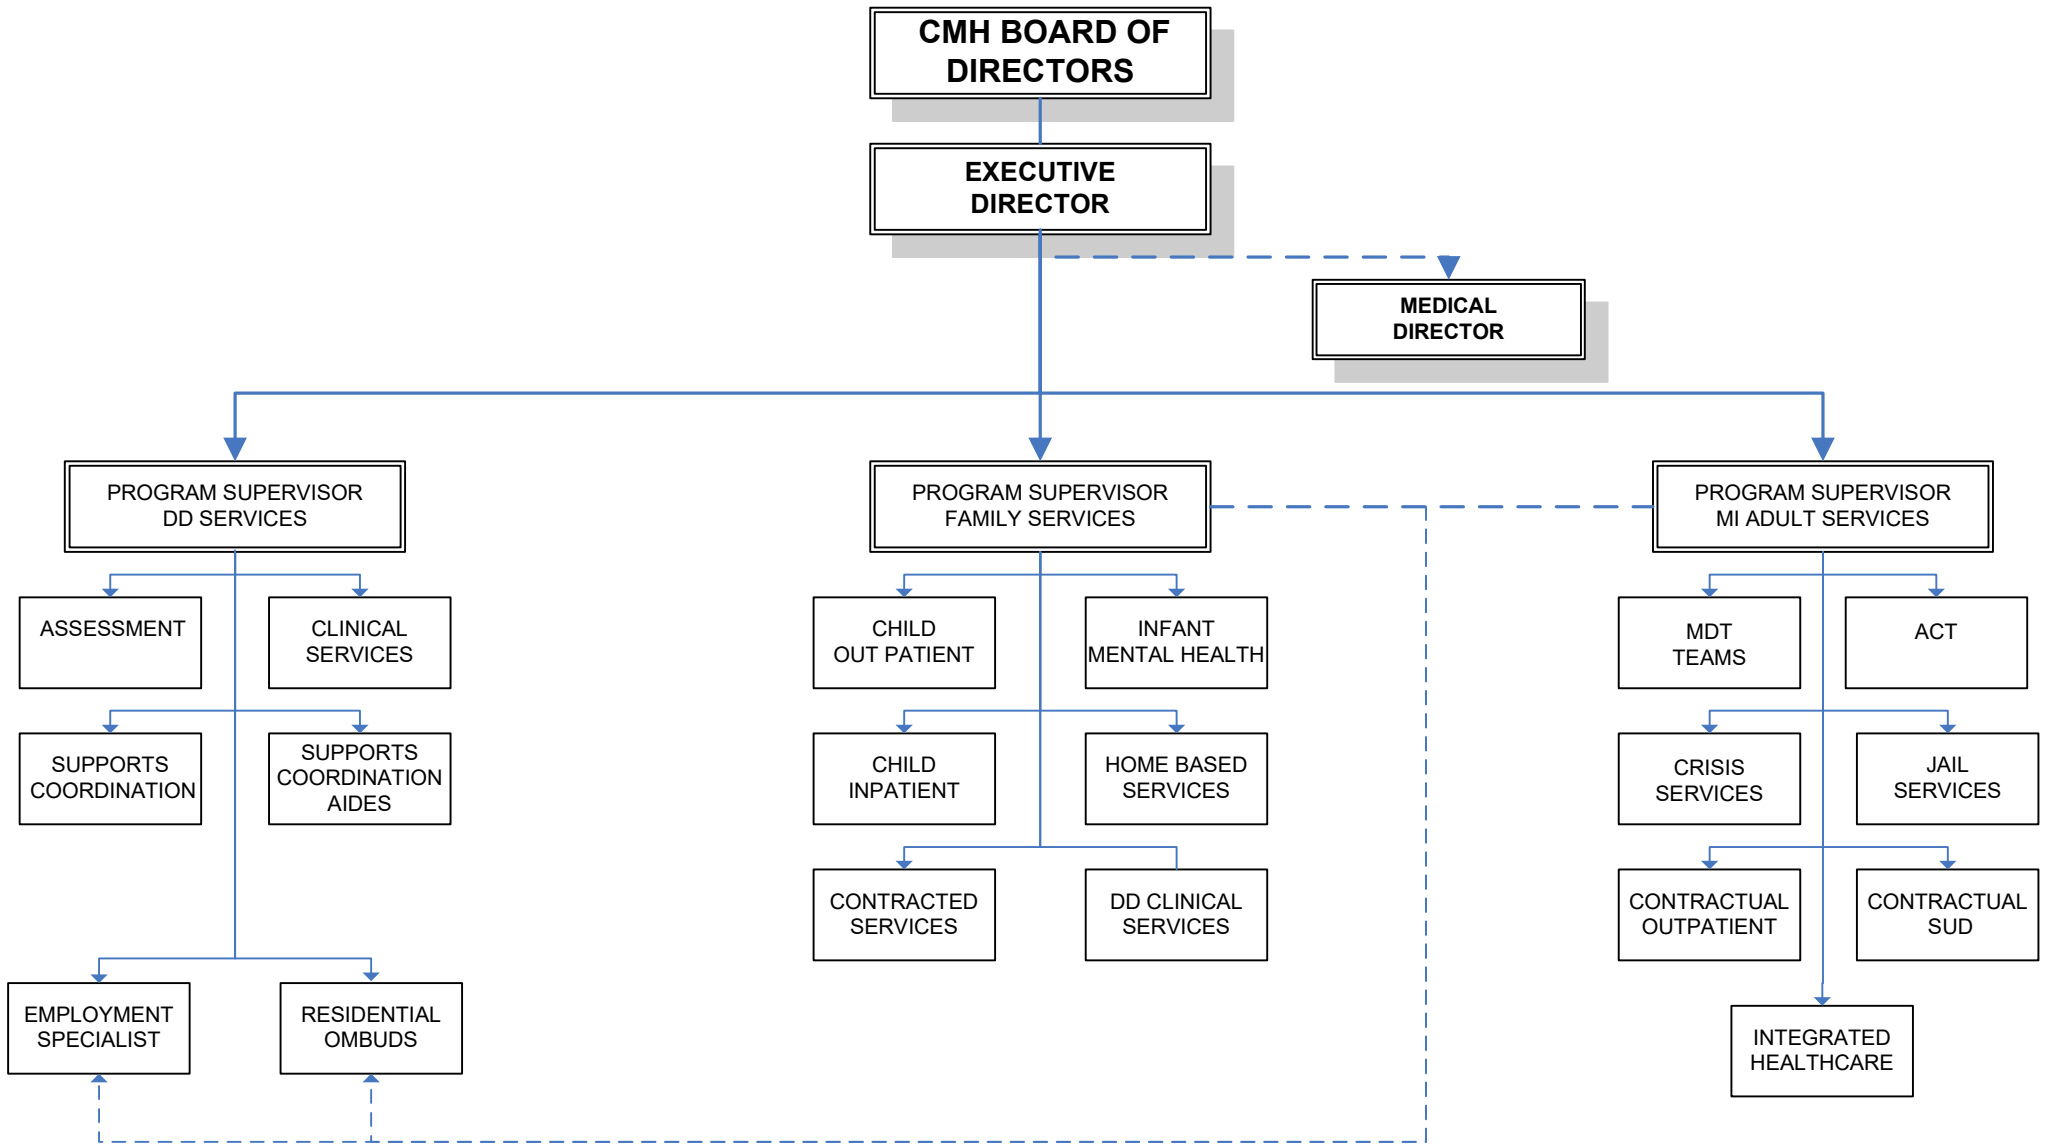 CMH BOARD OF
DIRECTORS
EXECUTIVE
DIRECTOR
MEDICAL
DIRECTOR
PROGRAM SUPERVISOR
DD SERVICES
PROGRAM SUPERVISOR
FAMILY SERVICES
PROGRAM SUPERVISOR
MI ADULT SERVICES
ASSESSMENT
CLINICAL
SERVICES
CHILD
OUT PATIENT
INFANT
MENTAL HEALTH
MDT
TEAMS
ACT
SUPPORTS
COORDINATION
SUPPORTS
COORDINATION
AIDES
CHILD
INPATIENT
HOME BASED
SERVICES
CRISIS
SERVICES
JAIL
SERVICES
CONTRACTED
SERVICES
DD CLINICAL
SERVICES
CONTRACTUAL
OUTPATIENT
CONTRACTUAL
SUD
EMPLOYMENT
SPECIALIST
RESIDENTIAL
OMBUDS
INTEGRATED
HEALTHCARE